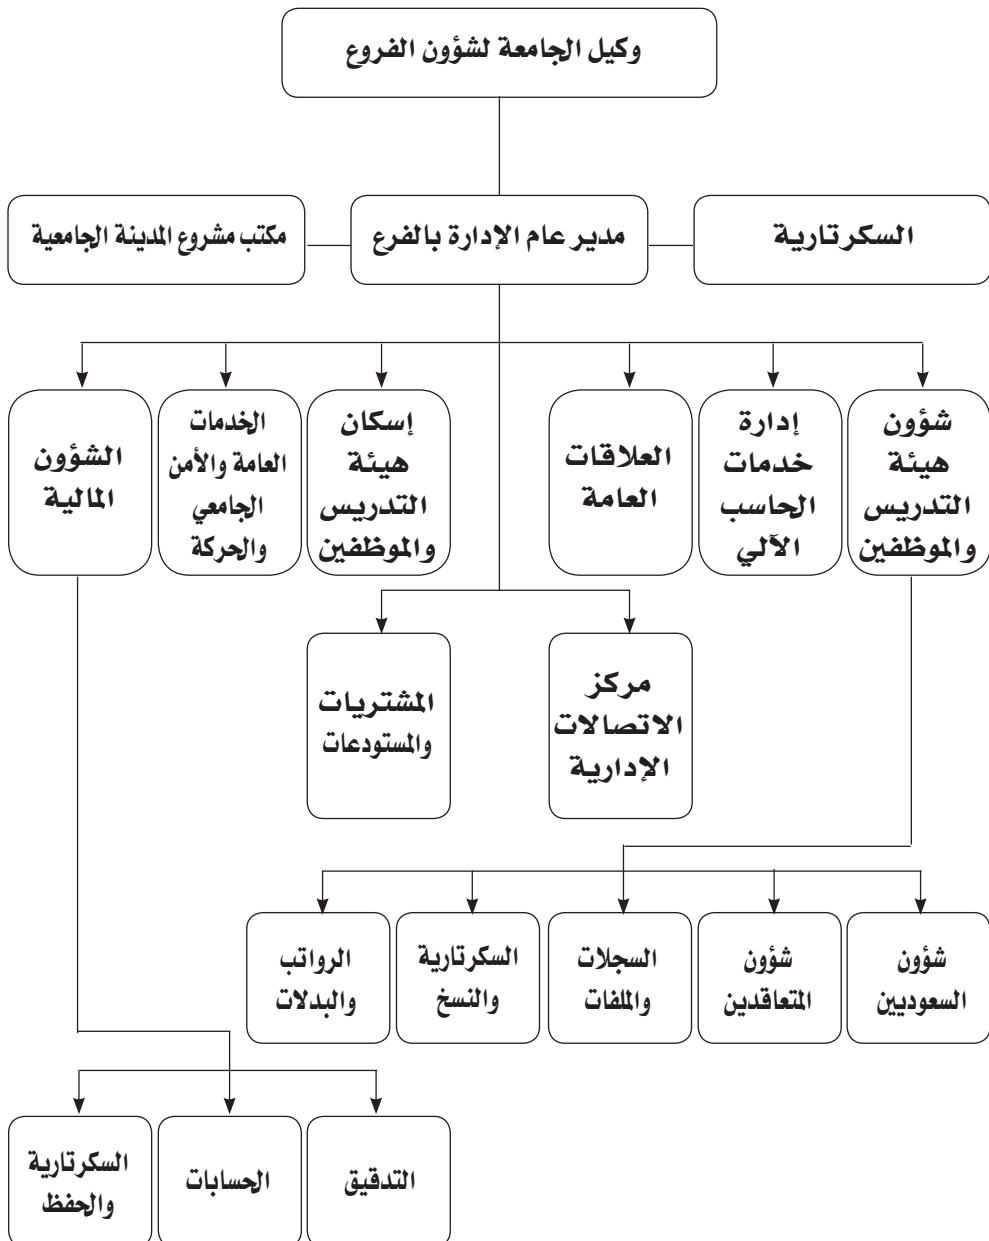 وكيل الجامعة لشؤون الفروع
السكرتارية
مدير عام الإدارة بالفرع
مكتب مشروع المدينة الجامعية
شؤون
هيئة
التدريس
والموظفين
إدارة
خدمات
الحاسب
الآلي
العلاقات
العامة
إسكان
هيئة
التدريس
والموظفين
الخدمات
العامة والأمن
الجامعي
والحركة
الشؤون
المالية
مركز
الاتصالات
الإدارية
المشتريات
والمستودعات
شؤون
السعوديين
شؤون
المتعاقدين
السجلات
والملفات
السكرتارية
والنسخ
الرواتب
والبدلات
التدقيق
الحسابات
السكرتارية
والحفظ